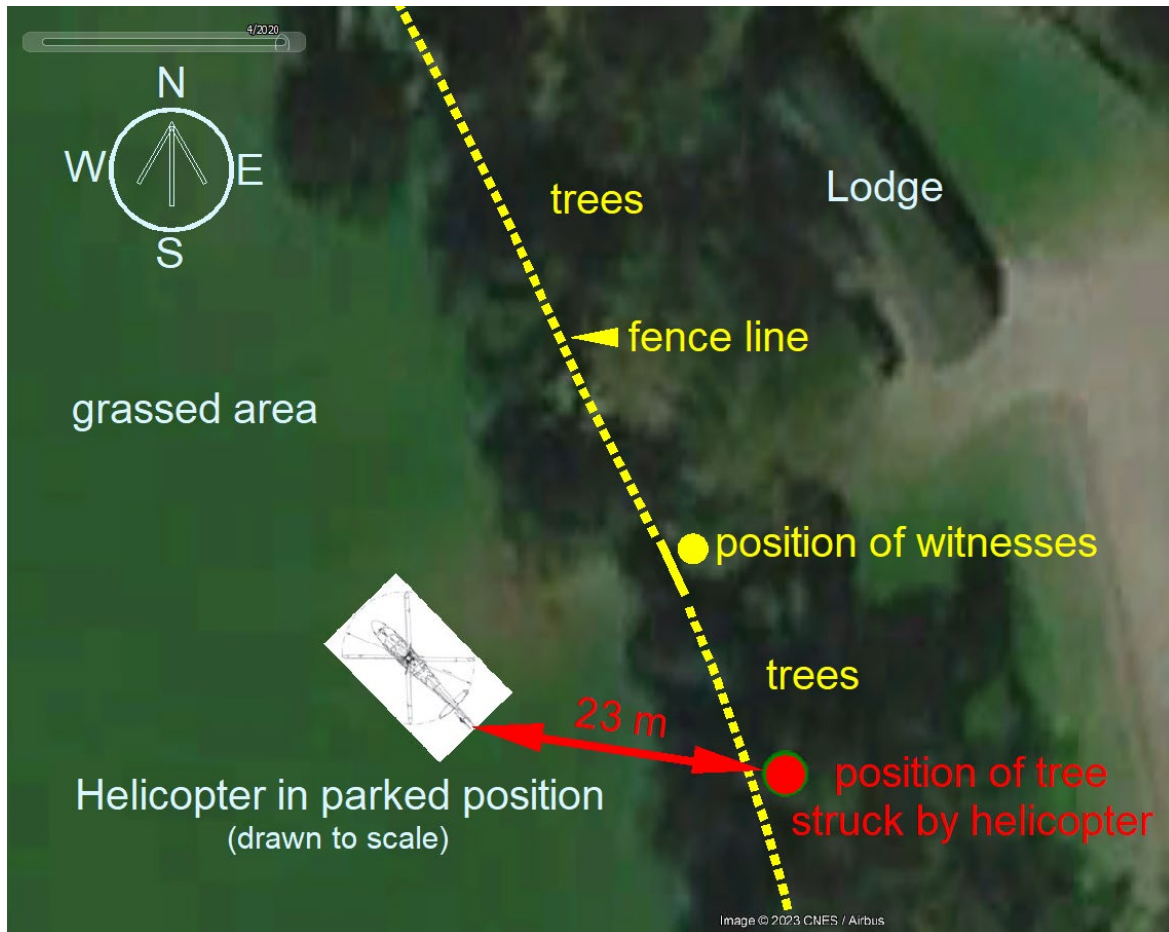 4/2020
N
W E
S
trees
Lodge
fence line
grassed area
position of witnesses
trees
23 m
Helicopter in parked position
(drawn to scale)
position of tree
struck by helicopter
Image © 2023 CNES / Airbus